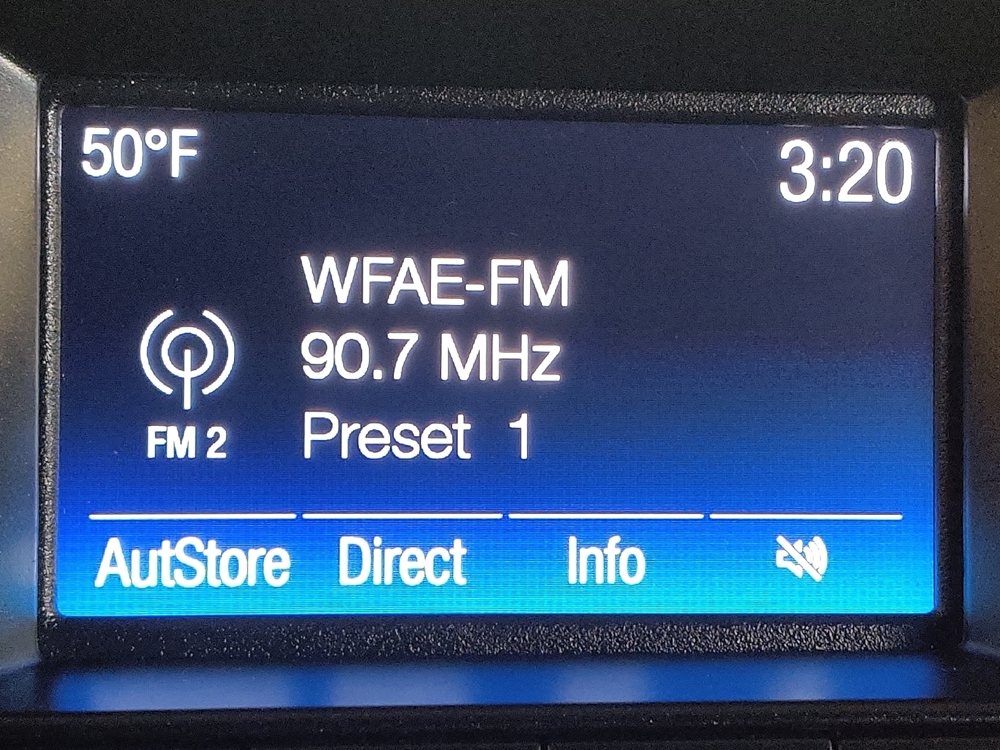 50°F
3:20
WFAE-FM
90.7 MHz
Preset 1
FM 2
AutStore
Direct
Info